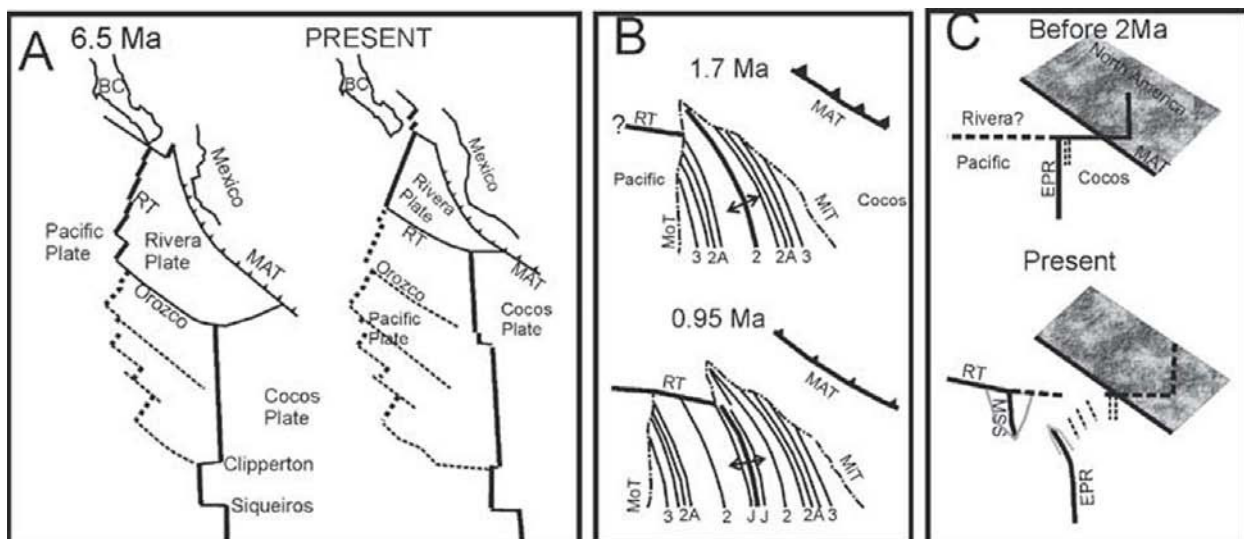 A
6.5 Ma
BC
Mexico
RT
Pacific
Plate
Rivera
Plate
MAT
Orozco
Cocos
Plate
Clipperton
Siqueiros
PRESENT
BC
Mexico
Rivera
Plate
RT
MAT
Orozco
Pacific
Plate
Cocos
Plate
B
1.7 Ma
MAT
RT
?
Pacific
Cocos
MoT
MiT
3 2A 2 2A 3
0.95 Ma
MAT
RT
MoT
MiT
3 2A 2 J J 2 2A 3
C
Before 2Ma
North America
Rivera?
Pacific
MAT
EPR
Cocos
Present
RT
MSS
EPR